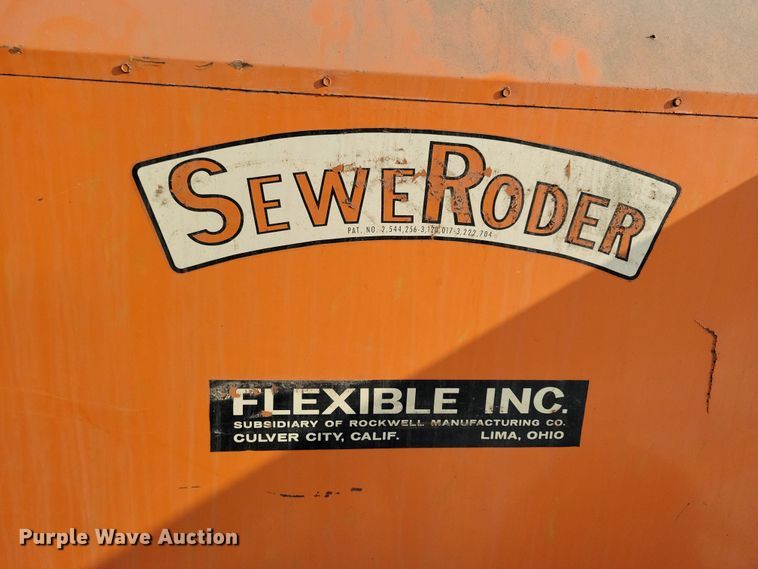 SEWERODER
PAT. NO. 2,544,256-3,120,017-3,222,704
FLEXIBLE INC.
SUBSIDIARY OF ROCKWELL MANUFACTURING CO.
CULVER CITY, CALIF. LIMA, OHIO
Purple Wave Auction